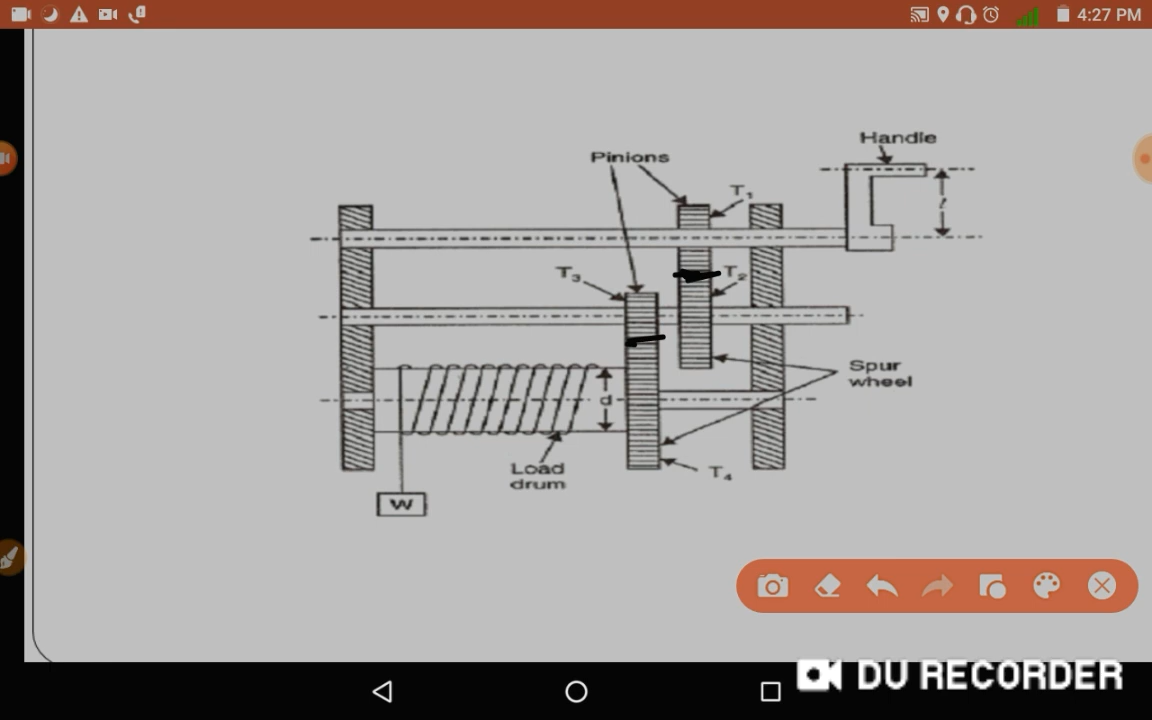 4:27 PM
Handle
Pinions
T1
l
T3
T2
Spur
wheel
d
Load
drum
T4
W
DU RECORDER